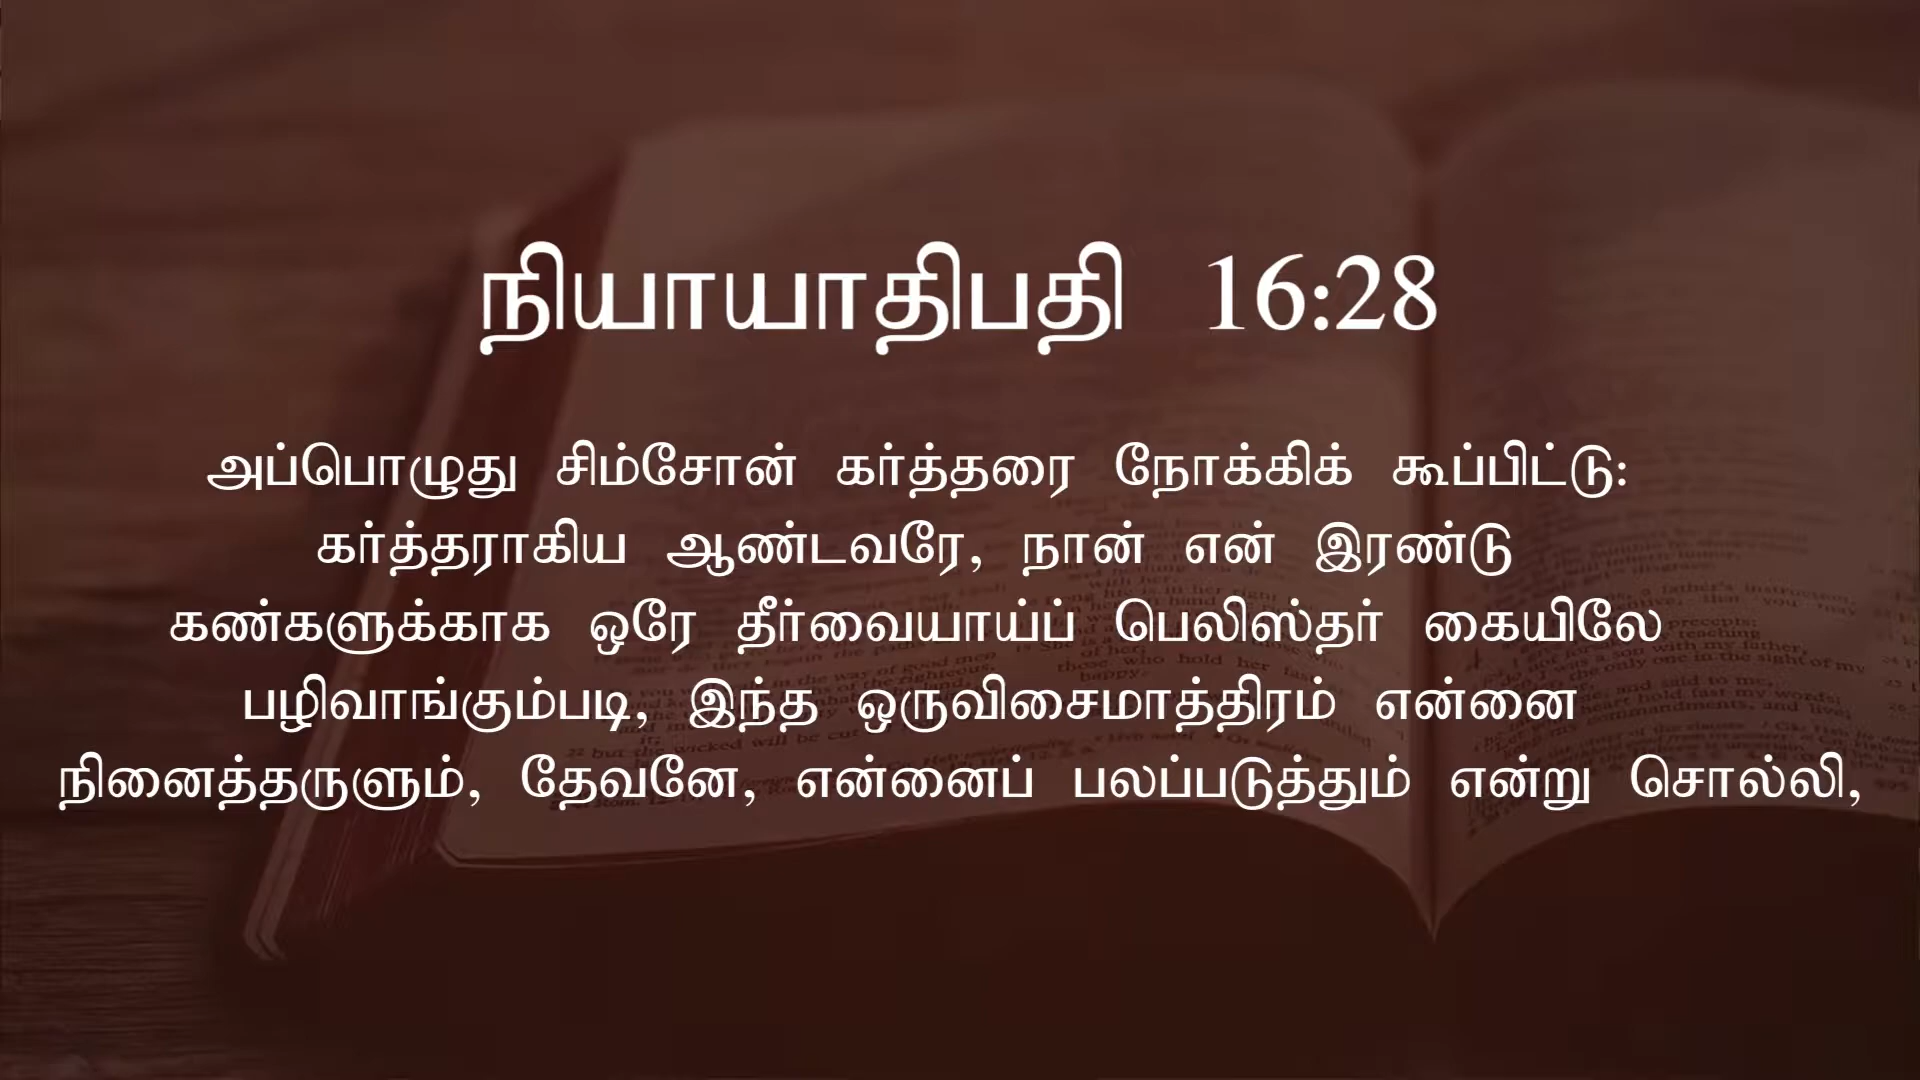 நியாயாதிபதி 16:28
அப்பொழுது சிம்சோன் கர்த்தரை நோக்கிக் கூப்பிட்டு:
கர்த்தராகிய ஆண்டவரே, நான் என் இரண்டு
கண்களுக்காக ஒரே தீர்வையாய்ப் பெலிஸ்தர் கையிலே
பழிவாங்கும்படி, இந்த ஒருவிசைமாத்திரம் என்னை
நினைத்தருளும், தேவனே, என்னைப் பலப்படுத்தும் என்று சொல்லி,